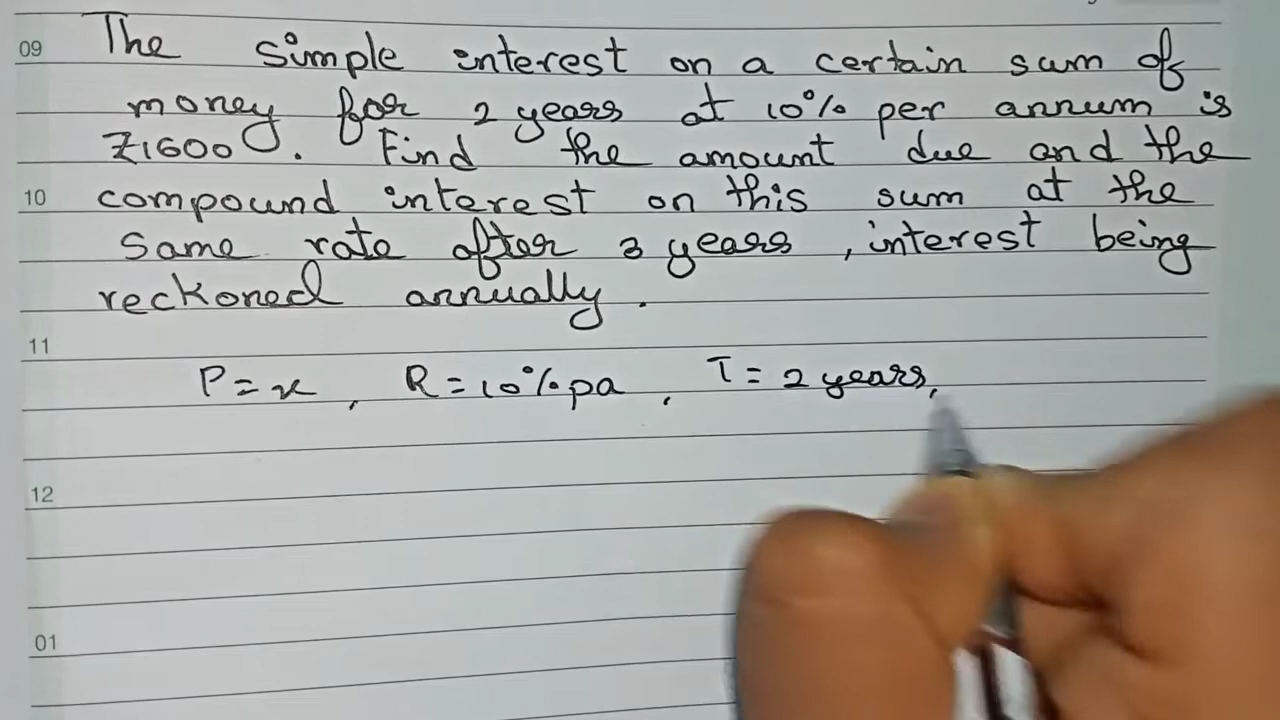 09
The simple interest on a certain sum of
money for 2 years at 10% per annum is
₹1600. Find the amount due and the
10
compound interest on this sum at the
same rate after 3 years, interest being
reckoned annually.
11
P = x, R = 10% pa, T = 2 years,
12
01